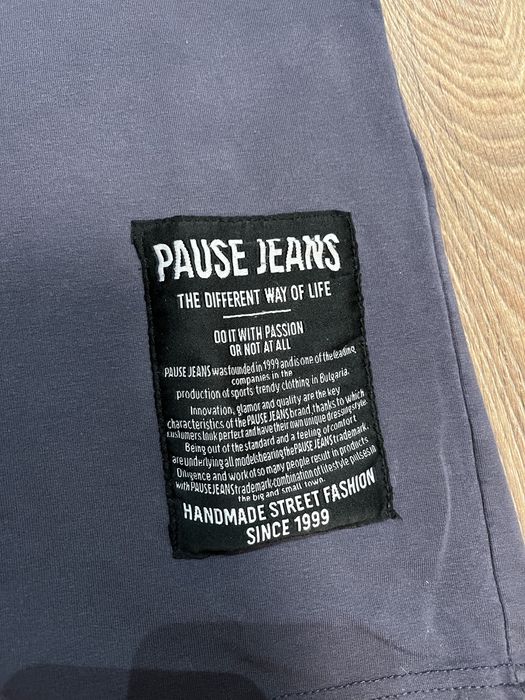 PAUSE JEANS
THE DIFFERENT WAY OF LIFE
DO IT WITH PASSION
OR NOT AT ALL
PAUSE JEANS was founded in 1999 and is one of the leading
companies in the
production of sports trendy clothing in Bulgaria.
Innovation, glamor and quality are the key
characteristics of the PAUSE JEANS brand, thanks to which
customers look perfect and have their own unique dressing style.
Being out of the standard and a feeling of comfort
are underlying all models bearing the PAUSE JEANS trademark.
Diligence and work of so many people result in products
with PAUSE JEANS trademark; combination of lifestyle pulses in
the big and small town.
HANDMADE STREET FASHION
SINCE 1999